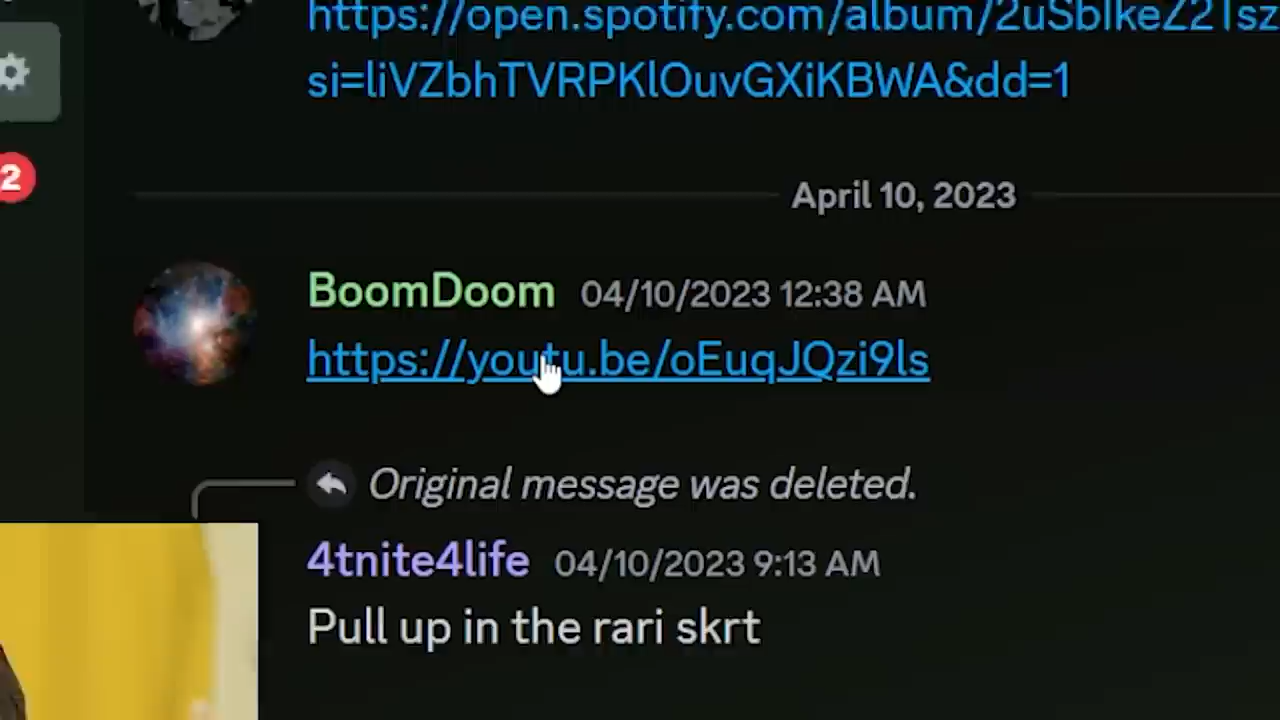 https://open.spotify.com/album/2uSbIkeZ2Tsz
si=liVZbhTVRPKlOuvGXiKBWA&dd=1
2
April 10, 2023
BoomDoom 04/10/2023 12:38 AM
https://youtu.be/oEuqJQzi9ls
Original message was deleted.
4tnite4life 04/10/2023 9:13 AM
Pull up in the rari skrt